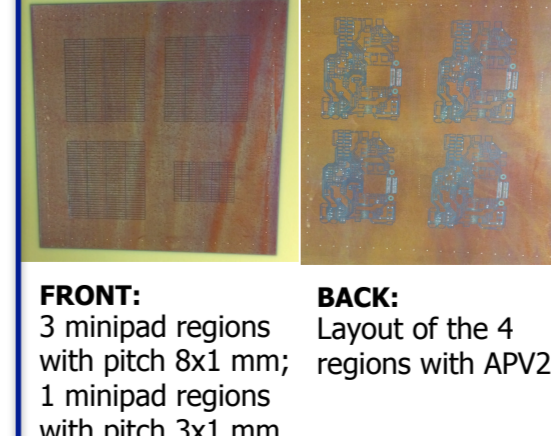 FRONT:
3 minipad regions
with pitch 8x1 mm;
1 minipad regions
with pitch 3x1 mm
BACK:
Layout of the 4
regions with APV2